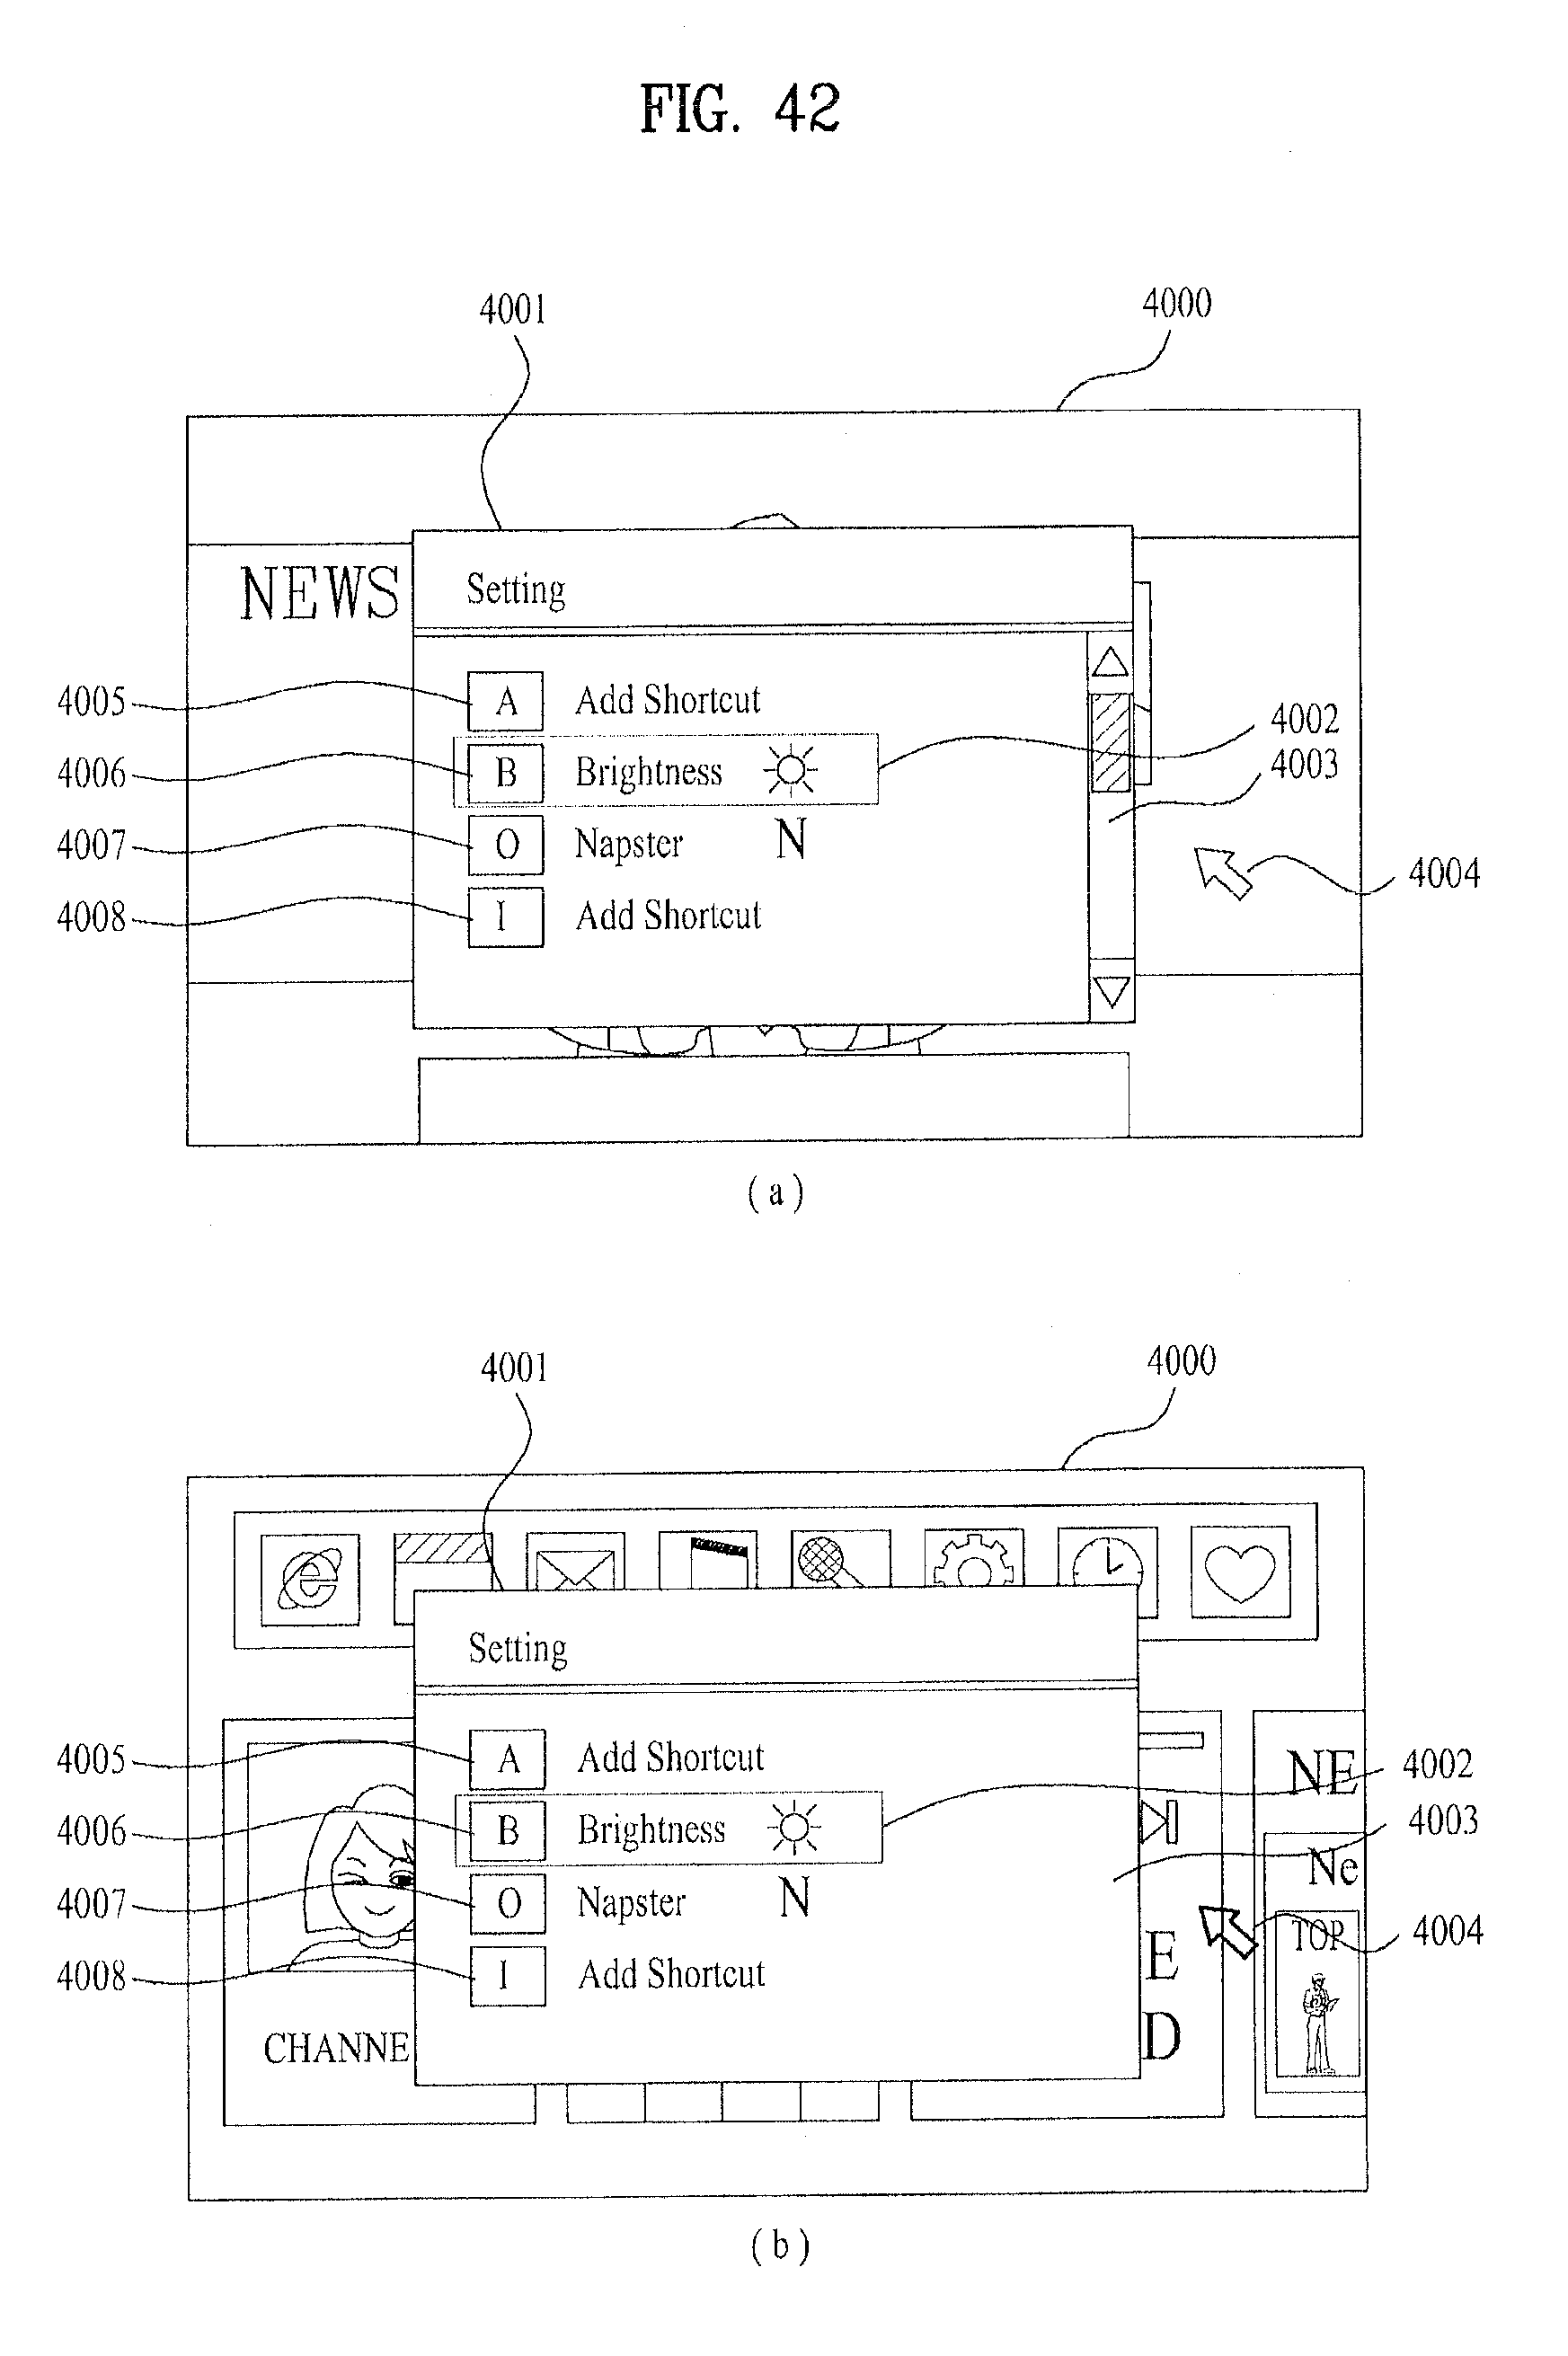 FIG. 42
4001
4000
NEWS
Setting
4005
A
Add Shortcut
4002
4006
B
Brightness
4003
4007
O
Napster
N
4004
4008
I
Add Shortcut
(a)
4001
4000
e
Setting
4005
A
Add Shortcut
NE
4002
4006
B
Brightness
4003
Ne
4007
O
Napster
N
TOP
4004
E
4008
I
Add Shortcut
CHANNE
D
(b)